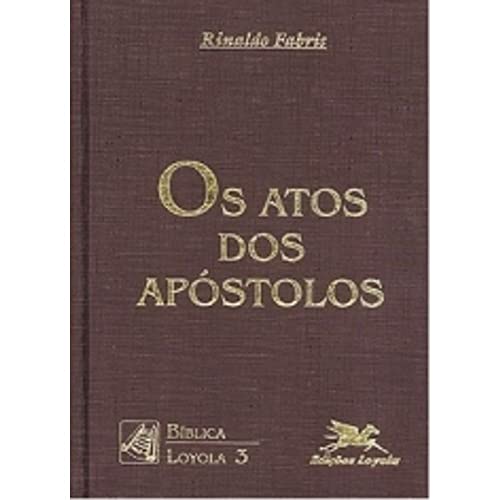 Rinaldo Fabris
OS ATOS
DOS
APÓSTOLOS
BÍBLICA
LOYOLA 3
Edições Loyola